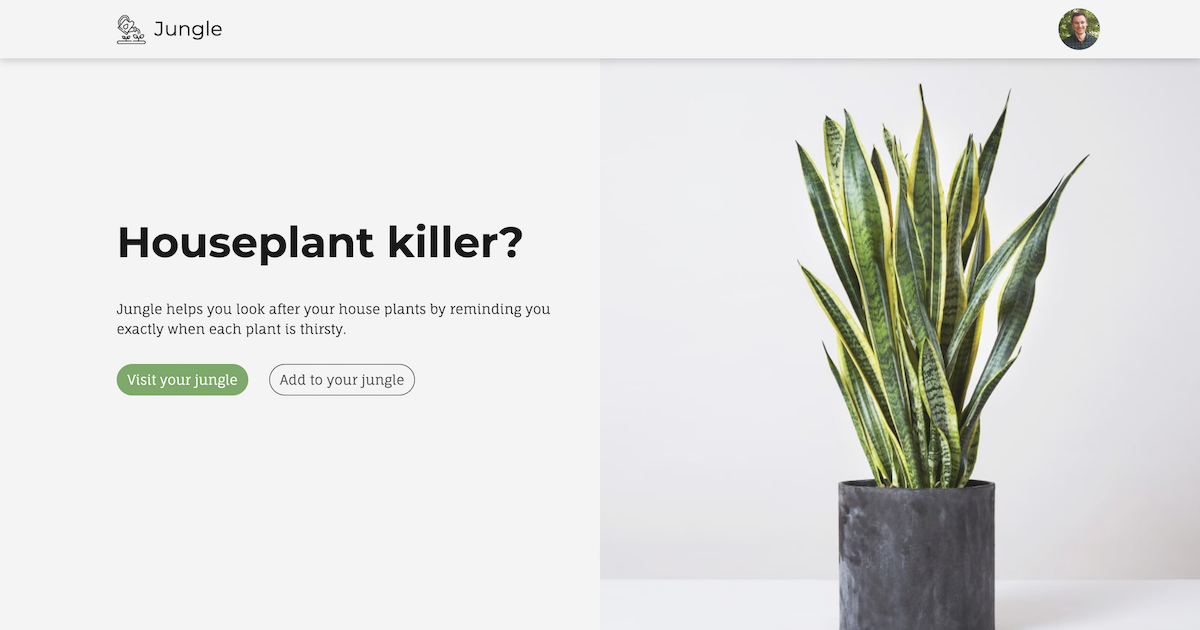 Jungle
Houseplant killer?
Jungle helps you look after your house plants by reminding you
exactly when each plant is thirsty.
Visit your jungle
Add to your jungle